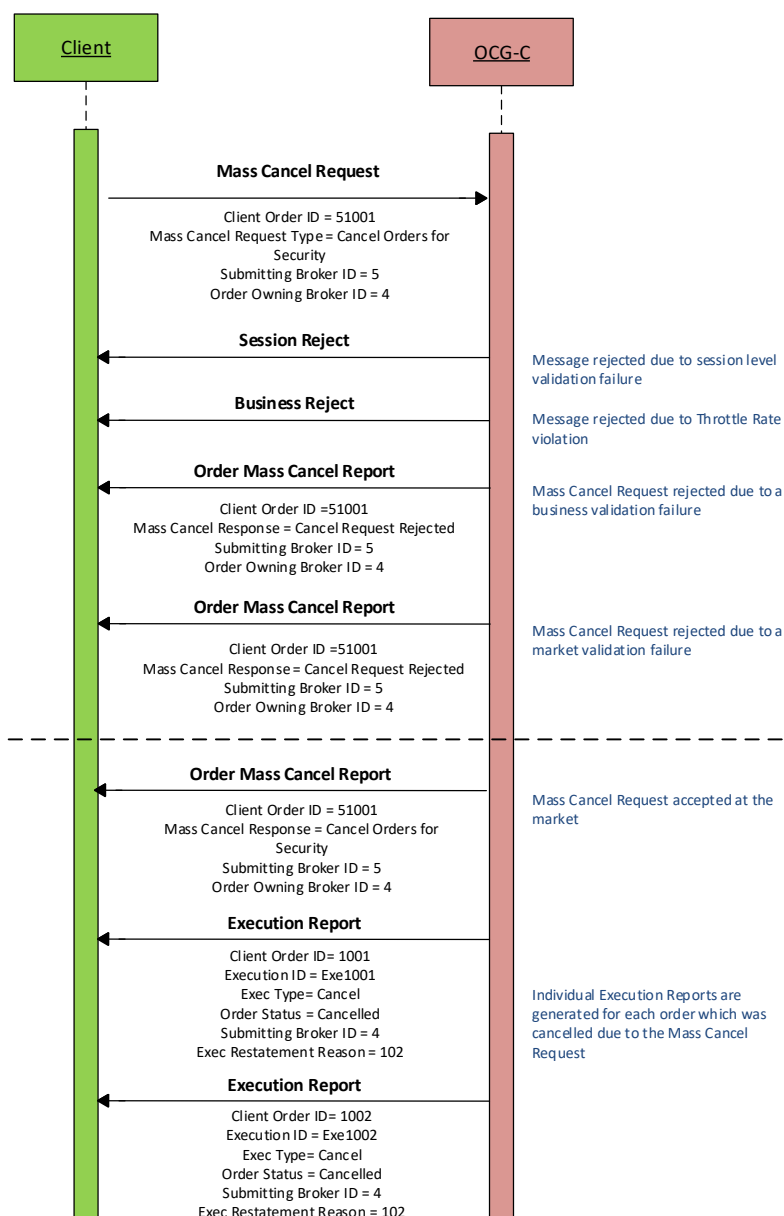 Client
OCG-C
Mass Cancel Request
Client Order ID = 51001
Mass Cancel Request Type = Cancel Orders for
Security
Submitting Broker ID = 5
Order Owning Broker ID = 4
Session Reject
Message rejected due to session level
validation failure
Business Reject
Message rejected due to Throttle Rate
violation
Order Mass Cancel Report
Client Order ID =51001
Mass Cancel Response = Cancel Request Rejected
Submitting Broker ID = 5
Order Owning Broker ID = 4
Mass Cancel Request rejected due to a
business validation failure
Order Mass Cancel Report
Client Order ID =51001
Mass Cancel Response = Cancel Request Rejected
Submitting Broker ID = 5
Order Owning Broker ID = 4
Mass Cancel Request rejected due to a
market validation failure
Order Mass Cancel Report
Client Order ID = 51001
Mass Cancel Response = Cancel Orders for
Security
Submitting Broker ID = 5
Order Owning Broker ID = 4
Mass Cancel Request accepted at the
market
Execution Report
Client Order ID= 1001
Execution ID = Exe1001
Exec Type= Cancel
Order Status = Cancelled
Submitting Broker ID = 4
Exec Restatement Reason = 102
Individual Execution Reports are
generated for each order which was
cancelled due to the Mass Cancel
Request
Execution Report
Client Order ID= 1002
Execution ID = Exe1002
Exec Type= Cancel
Order Status = Cancelled
Submitting Broker ID = 4
Exec Restatement Reason = 102